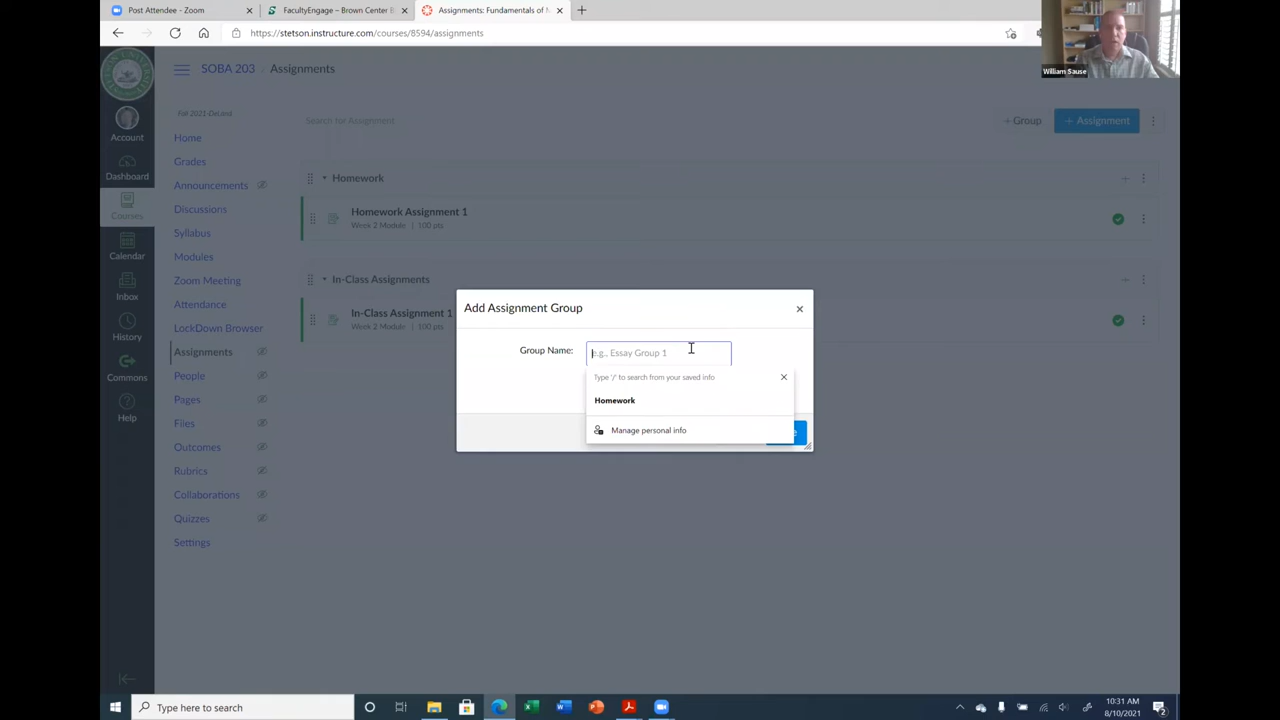 Post Attendee - Zoom
FacultyEngage – Brown Center
Assignments: Fundamentals of
https://stetson.instructure.com/courses/8594/assignments
William Sause
SOBA 203 › Assignments
Fall 2021-DeLand
Search for Assignment
+ Group
+ Assignment
Account
Dashboard
Courses
Calendar
Inbox
History
Commons
Help
Home
Grades
Announcements
Discussions
Syllabus
Modules
Zoom Meeting
Attendance
LockDown Browser
Assignments
People
Pages
Files
Outcomes
Rubrics
Collaborations
Quizzes
Settings
Homework
Homework Assignment 1
Week 2 Module | 100 pts
In-Class Assignments
In-Class Assignment 1
Week 2 Module | 100 pts
Add Assignment Group
Group Name:
e.g., Essay Group 1
Type '/' to search from your saved info
Homework
Manage personal info
Type here to search
10:31 AM
8/10/2021
2